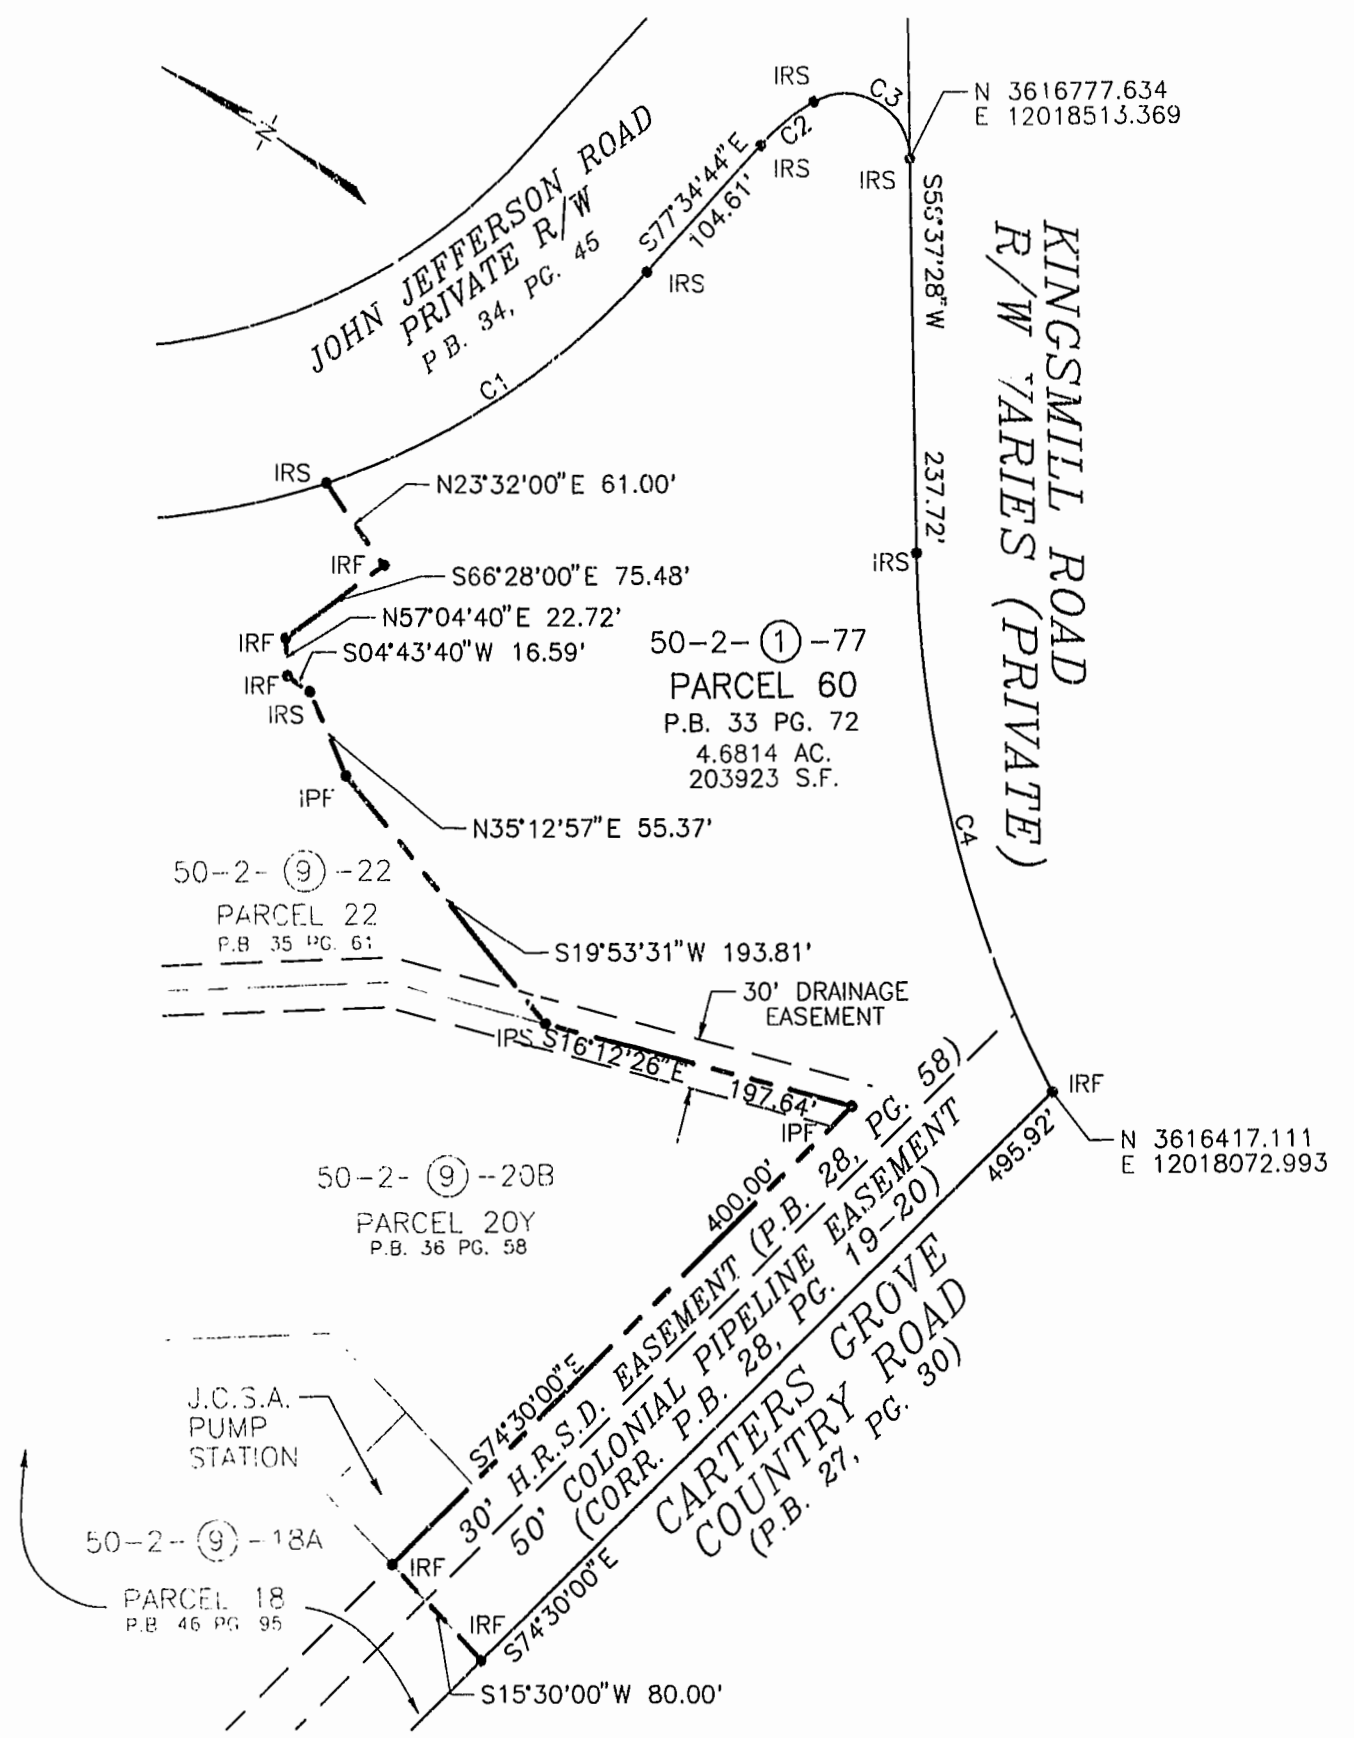 IRS
C3
N 3616777.634
E 12018513.369
-N-
C2
IRS
IRS
S77°34'44"E
104.61'
JOHN JEFFERSON ROAD
PRIVATE R/W
P.B. 34, PG. 45
IRS
S 37'28"W
237.72'
KINGSMILL ROAD
R/W VARIES (PRIVATE)
C1
IRS
N23°32'00"E 61.00'
IRF
S66°28'00"E 75.48'
IRS
N57°04'40"E 22.72'
IRF
S04°43'40"W 16.59'
IRF
IRS
50-2-1-77
PARCEL 60
P.B. 33 PG. 72
4.6814 AC.
203923 S.F.
IPF
N35°12'57"E 55.37'
C4
50-2-9-22
PARCEL 22
P.B 35 PG. 61
S19°53'31"W 193.81'
30' DRAINAGE
EASEMENT
IPS
S16°12'26"E
197.64'
IPF
IRF
N 3616417.111
E 12018072.993
495.92'
50-2-9-20B
PARCEL 20Y
P.B. 36 PG. 58
400.00'
S74°30'00"E
30' H.R.S.D. EASEMENT (P.B. 28, PG. 58)
50' COLONIAL PIPELINE EASEMENT
(CORR. P.B. 28, PG. 19-20)
CARTERS GROVE
COUNTRY ROAD
(P.B. 27, PG. 30)
J.C.S.A.
PUMP
STATION
50-2-9-18A
PARCEL 18
P.B 46 PG 95
IRF
IRF
S74°30'00"E
S15°30'00"W 80.00'